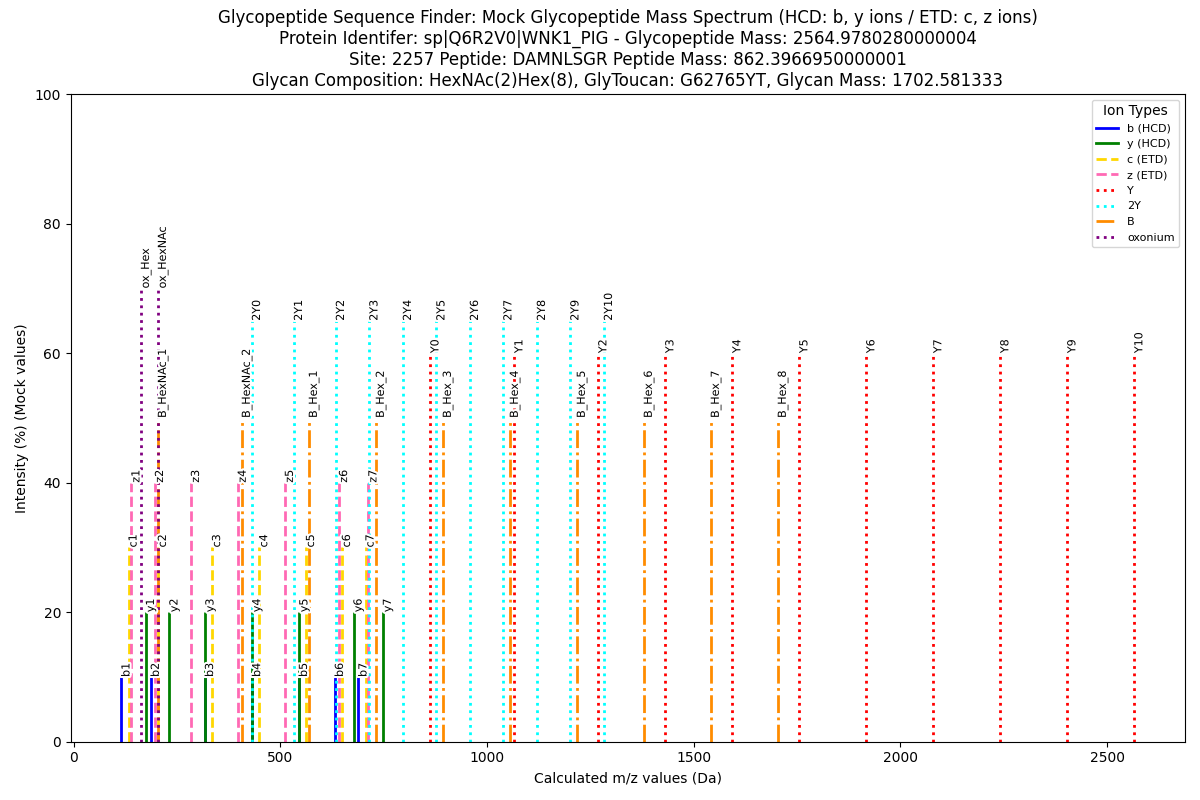 Glycopeptide Sequence Finder: Mock Glycopeptide Mass Spectrum (HCD: b, y ions / ETD: c, z ions)
Protein Identifer: sp|Q6R2V0|WNK1_PIG - Glycopeptide Mass: 2564.9780280000004
Site: 2257 Peptide: DAMNLSGR Peptide Mass: 862.3966950000001
Glycan Composition: HexNAc(2)Hex(8), GlyToucan: G62765YT, Glycan Mass: 1702.581333
Intensity (%) (Mock values)
100
80
60
40
20
0
Ion Types
b (HCD)
y (HCD)
c (ETD)
z (ETD)
Y
2Y
B
oxonium
ox_Hex
ox_HexNAc
2Y0
2Y1
2Y2
2Y3
2Y4
2Y5
2Y6
2Y7
2Y8
2Y9
2Y10
Y0
Y1
Y2
Y3
Y4
Y5
Y6
Y7
Y8
Y9
Y10
B_HexNAc_1
B_HexNAc_2
B_Hex_1
B_Hex_2
B_Hex_3
B_Hex_4
B_Hex_5
B_Hex_6
B_Hex_7
B_Hex_8
z1
z2
z3
z4
z5
z6
z7
c1
c2
c3
c4
c5
c6
c7
y1
y2
y3
y4
y5
y6
y7
b1
b2
b3
b4
b5
b6
b7
0
500
1000
1500
2000
2500
Calculated m/z values (Da)